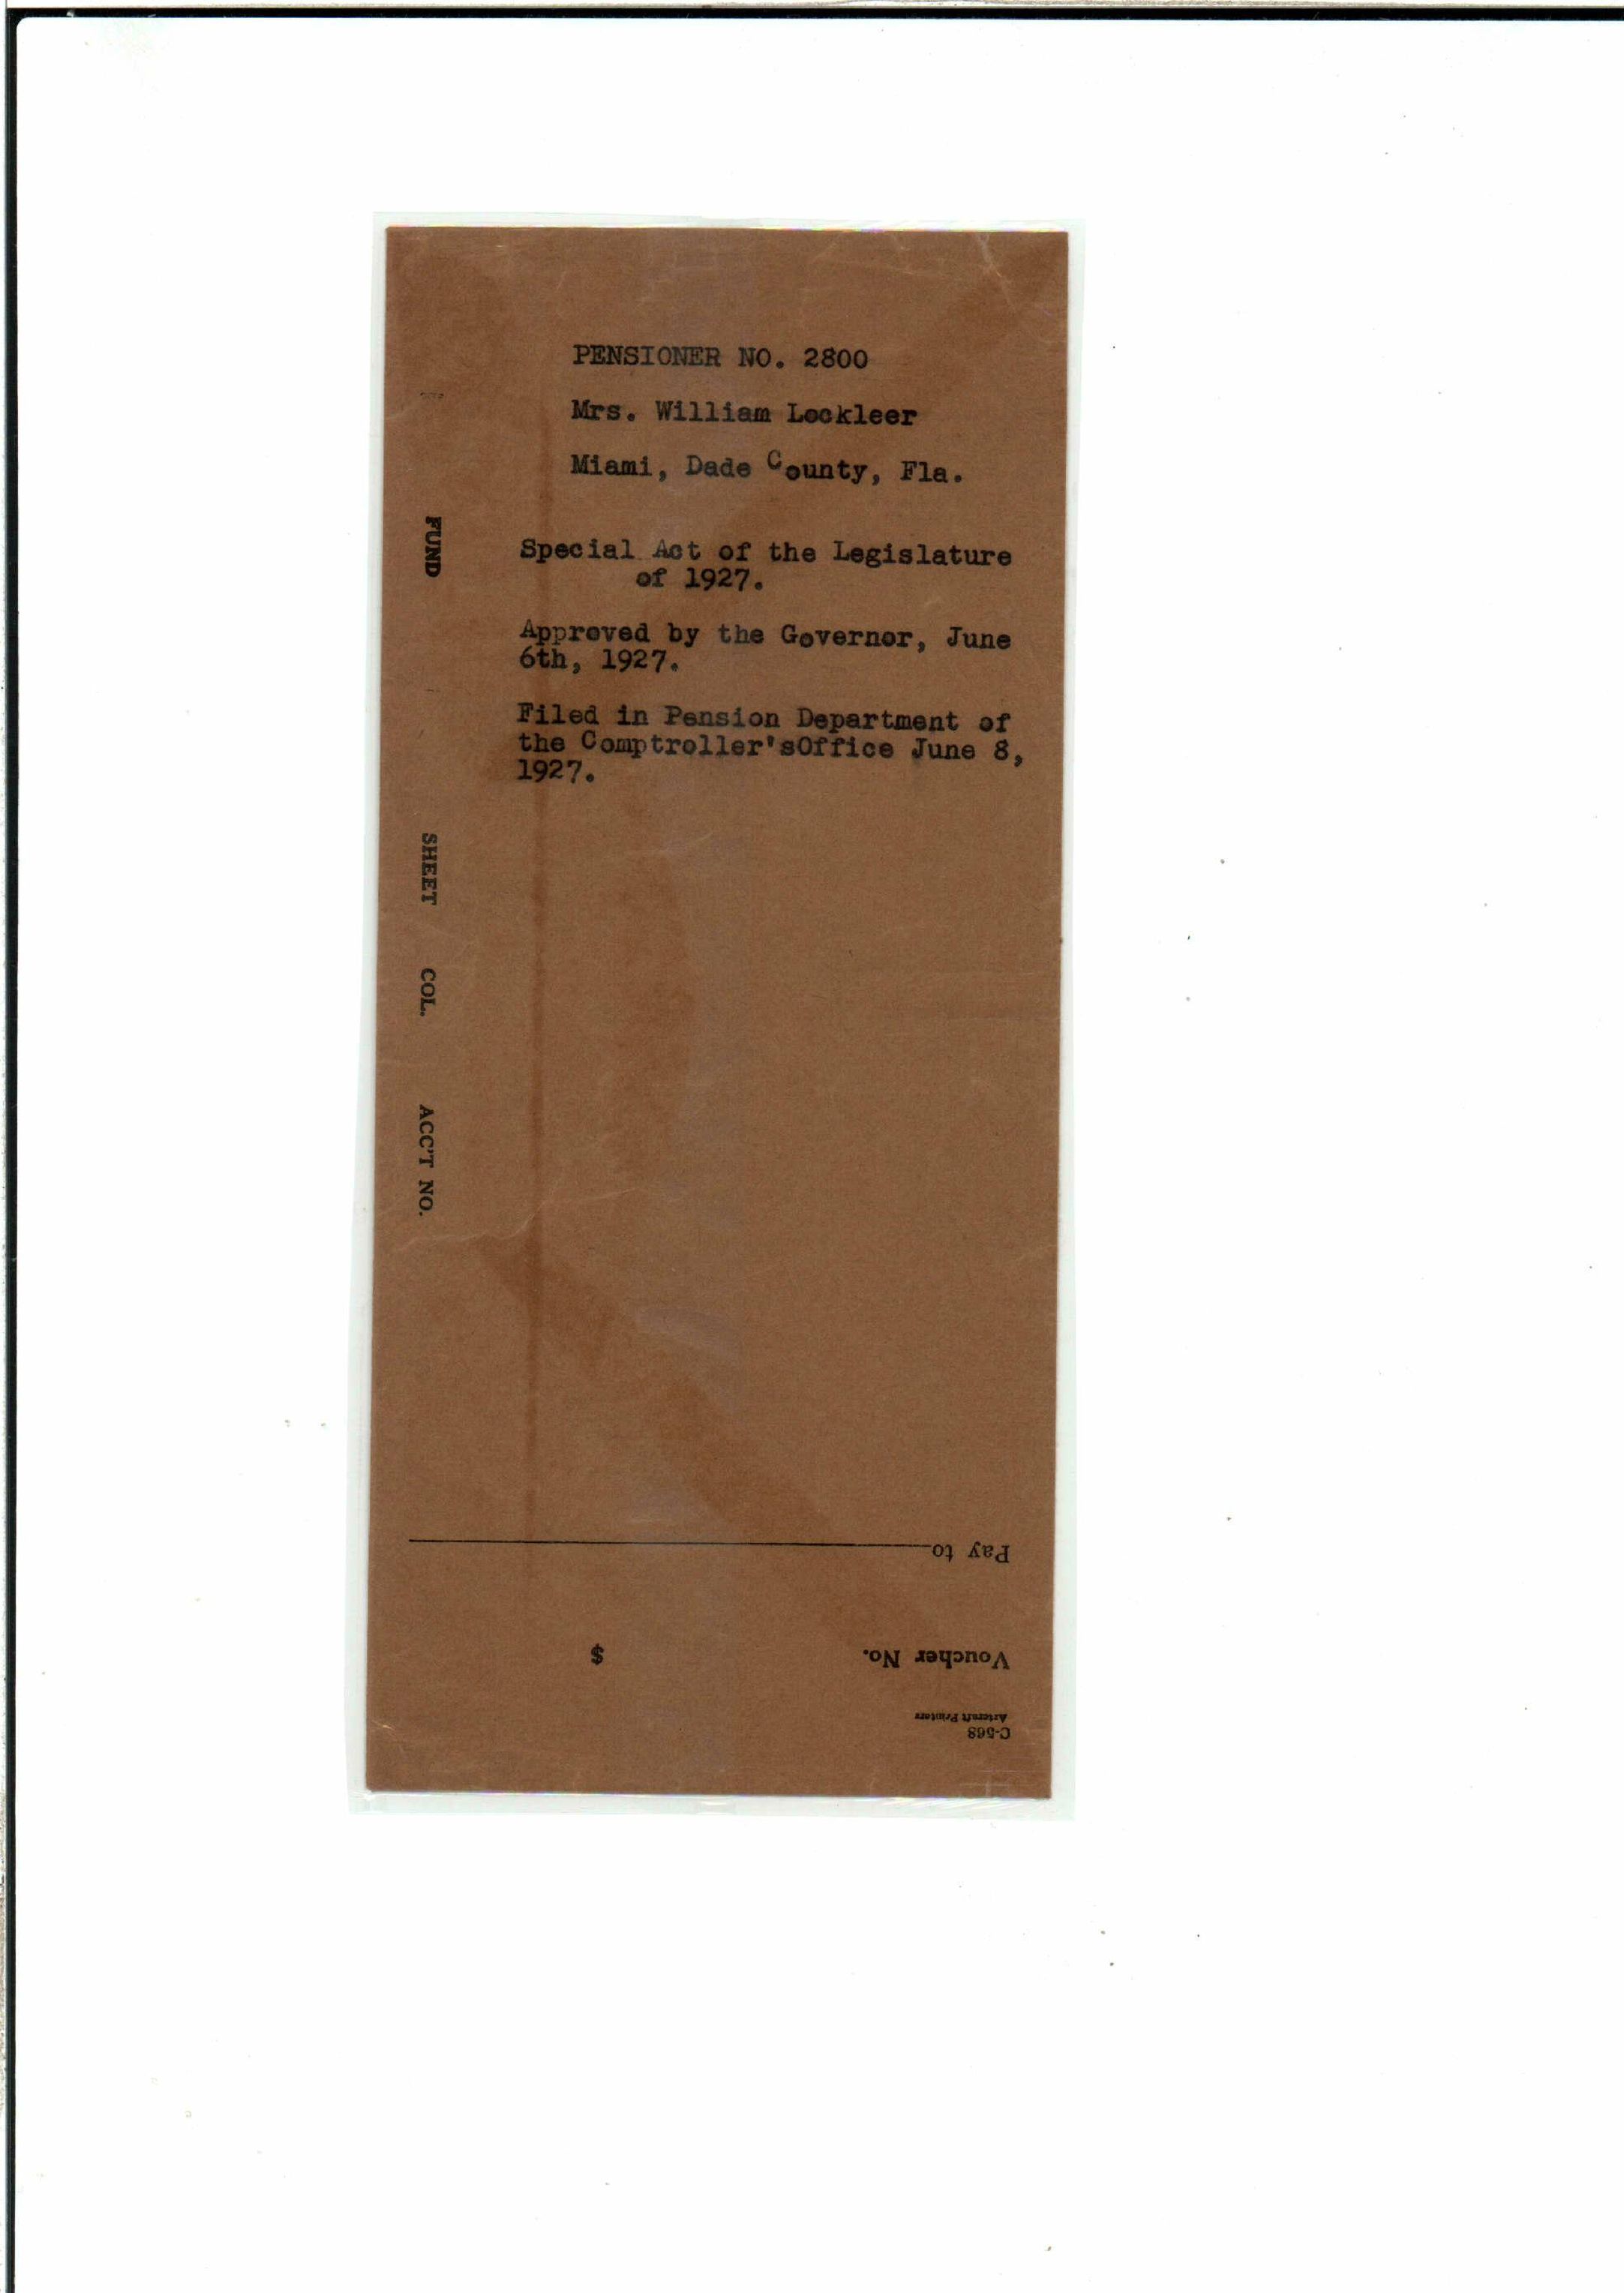 PENSIONER NO. 2800
Mrs. William Lockleer
Miami, Dade County, Fla.
Special Act of the Legislature
of 1927.
Approved by the Governor, June
6th, 1927.
Filed in Pension Department of
the Comptroller'sOffice June 8,
1927.
FUND
SHEET
COL.
ACC'T NO.
Pay to
Voucher No.
$
Artcraft Printers
C-568